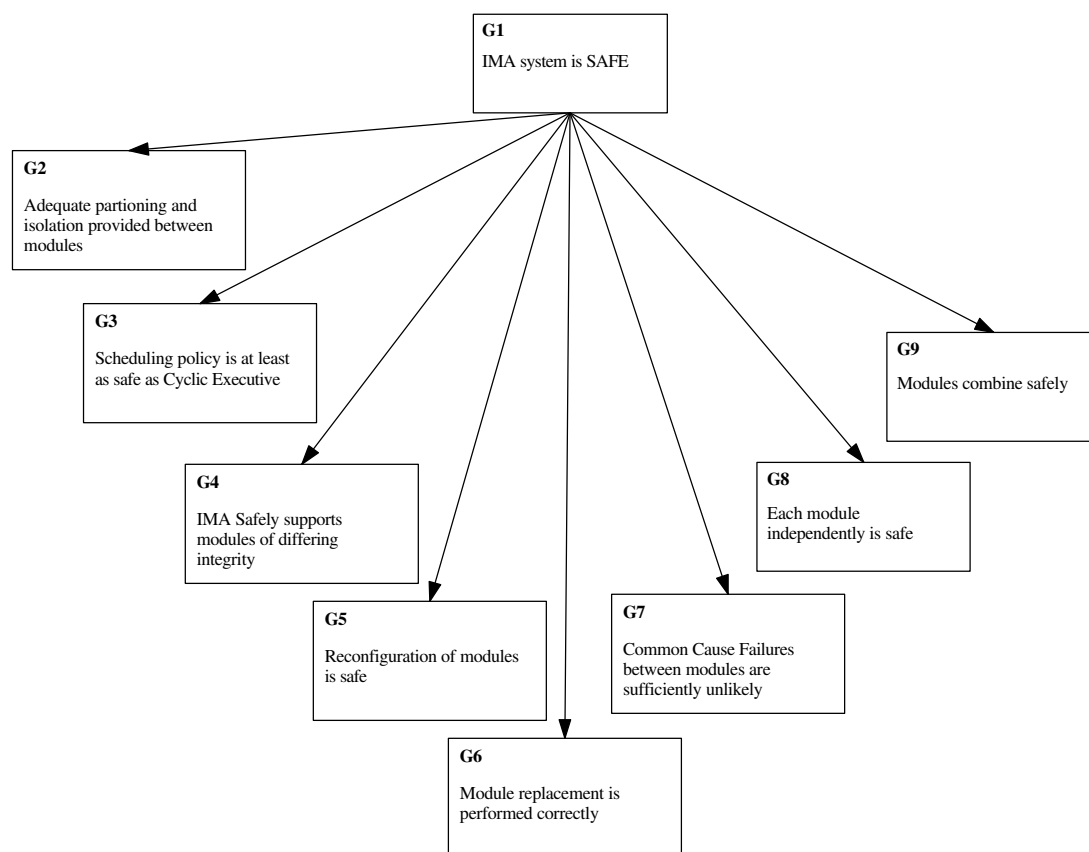 G1
IMA system is SAFE
G2
Adequate partioning and
isolation provided between
modules
G3
Scheduling policy is at least
as safe as Cyclic Executive
G4
IMA Safely supports
modules of differing
integrity
G5
Reconfiguration of modules
is safe
G6
Module replacement is
performed correctly
G7
Common Cause Failures
between modules are
sufficiently unlikely
G8
Each module
independently is safe
G9
Modules combine safely